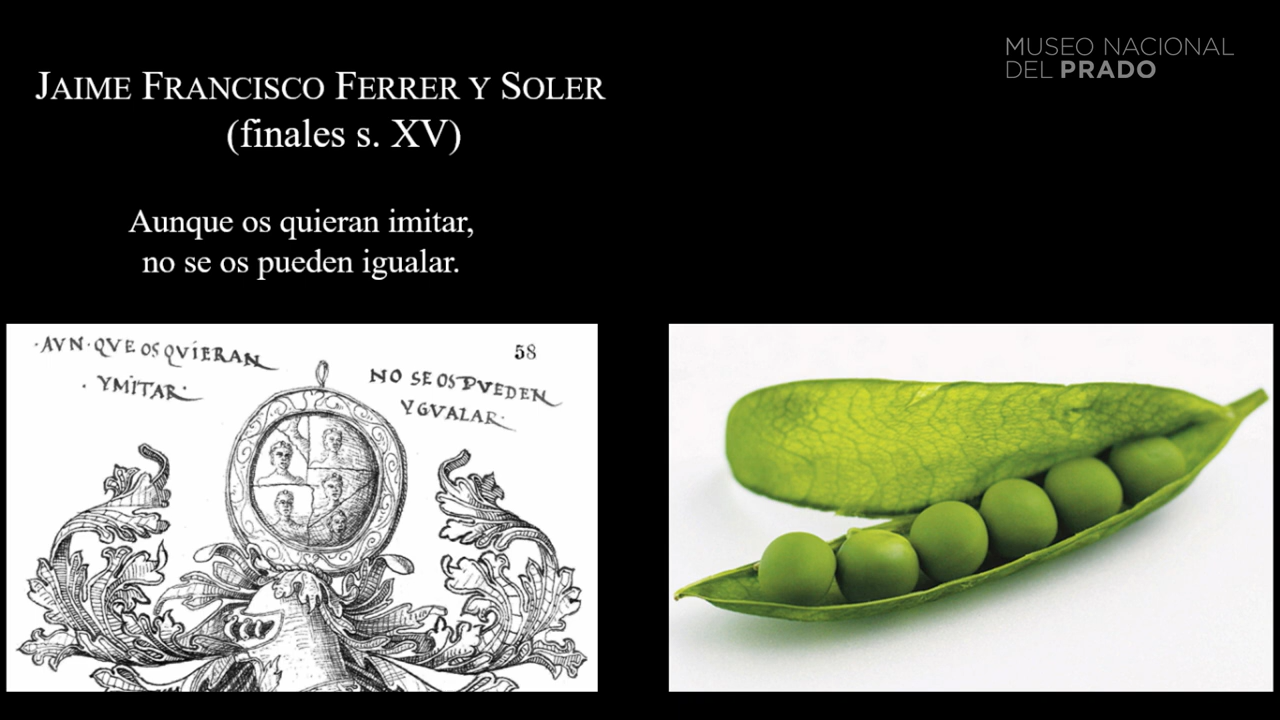 MUSEO NACIONAL
DEL PRADO
JAIME FRANCISCO FERRER Y SOLER
(finales s. XV)
Aunque os quieran imitar,
no se os pueden igualar.
·AVN·QVE OS QVIERAN
·YMITAR·
NO SE OS PVEDEN
YGVALAR·
58